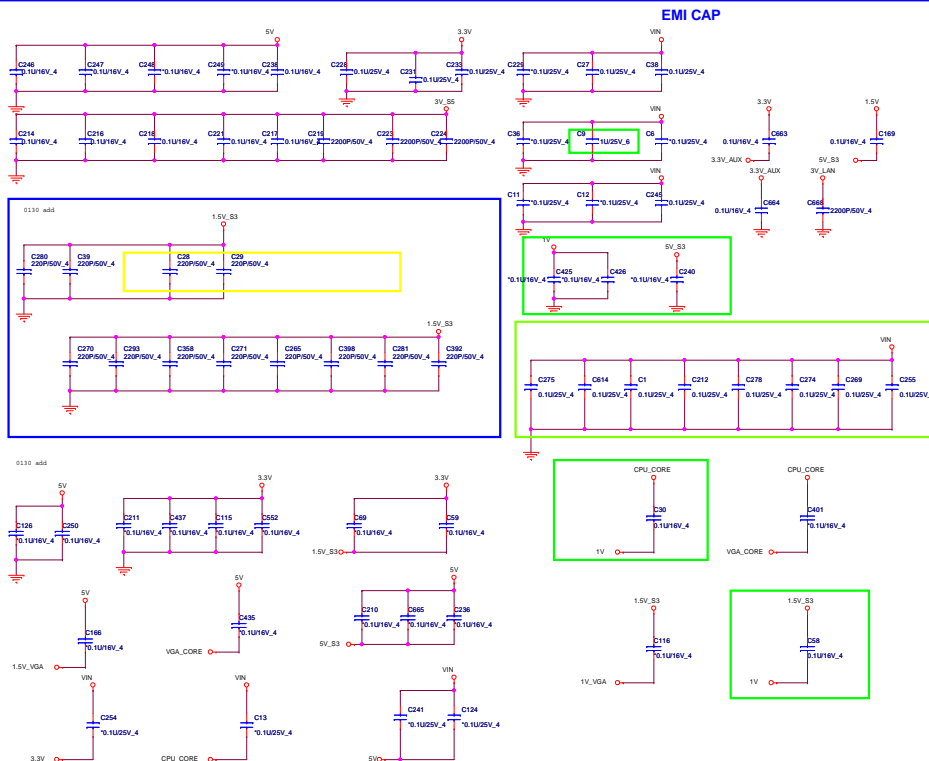 EMI CAP
5V
C246
0.1U/16V_4
C247
*0.1U/16V_4
C248
*0.1U/16V_4
C249
*0.1U/16V_4
C238
0.1U/16V_4
3.3V
C226
0.1U/25V_4
C231
*0.1U/25V_4
C233
0.1U/25V_4
VIN
C229
*0.1U/25V_4
C27
0.1U/25V_4
C38
0.1U/25V_4
3V_S5
C214
0.1U/16V_4
C216
*0.1U/16V_4
C218
0.1U/16V_4
C221
*0.1U/16V_4
C217
0.1U/16V_4
C219
2200P/50V_4
C223
2200P/50V_4
C224
2200P/50V_4
VIN
C36
*0.1U/25V_4
C9
1U/25V_6
C6
*0.1U/25V_4
3.3V
C663
0.1U/16V_4
3.3V_AUX
1.5V
C169
0.1U/16V_4
5V_S3
VIN
C11
*0.1U/25V_4
C12
*0.1U/25V_4
C245
0.1U/25V_4
3.3V_AUX
C664
0.1U/16V_4
3V_LAN
C668
2200P/50V_4
0130 add
1.5V_S3
C280
220P/50V_4
C39
220P/50V_4
C28
220P/50V_4
C29
220P/50V_4
1V
C425
*0.1U/16V_4
C426
*0.1U/16V_4
5V_S3
C240
*0.1U/16V_4
1.5V_S3
C270
220P/50V_4
C293
220P/50V_4
C358
220P/50V_4
C271
220P/50V_4
C265
220P/50V_4
C398
220P/50V_4
C281
220P/50V_4
C392
220P/50V_4
VIN
C275
0.1U/25V_4
C614
0.1U/25V_4
C1
0.1U/25V_4
C212
0.1U/25V_4
C278
0.1U/25V_4
C274
0.1U/25V_4
C269
0.1U/25V_4
C255
0.1U/25V_4
0130 add
5V
C126
*0.1U/16V_4
C250
*0.1U/16V_4
3.3V
C211
*0.1U/16V_4
C437
*0.1U/16V_4
C115
*0.1U/16V_4
C552
*0.1U/16V_4
3.3V
C69
*0.1U/16V_4
C59
*0.1U/16V_4
1.5V_S3
CPU_CORE
C30
0.1U/16V_4
1V
CPU_CORE
C401
*0.1U/16V_4
VGA_CORE
5V
C166
*0.1U/16V_4
1.5V_VGA
5V
C435
*0.1U/16V_4
VGA_CORE
5V
C210
*0.1U/16V_4
C665
*0.1U/16V_4
C236
*0.1U/16V_4
5V_S3
1.5V_S3
C116
*0.1U/16V_4
1V_VGA
1.5V_S3
C58
0.1U/16V_4
1V
VIN
C254
*0.1U/25V_4
3.3V
VIN
C13
*0.1U/25V_4
CPU_CORE
VIN
C241
*0.1U/25V_4
C124
*0.1U/25V_4
5V